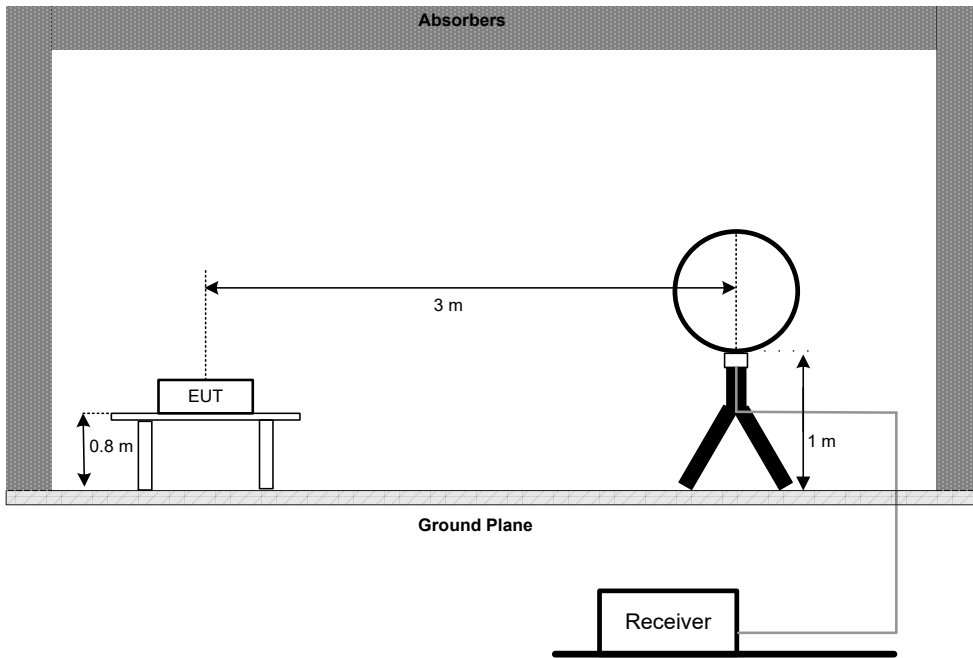 Absorbers
3 m
EUT
0.8 m
1 m
Ground Plane
Receiver